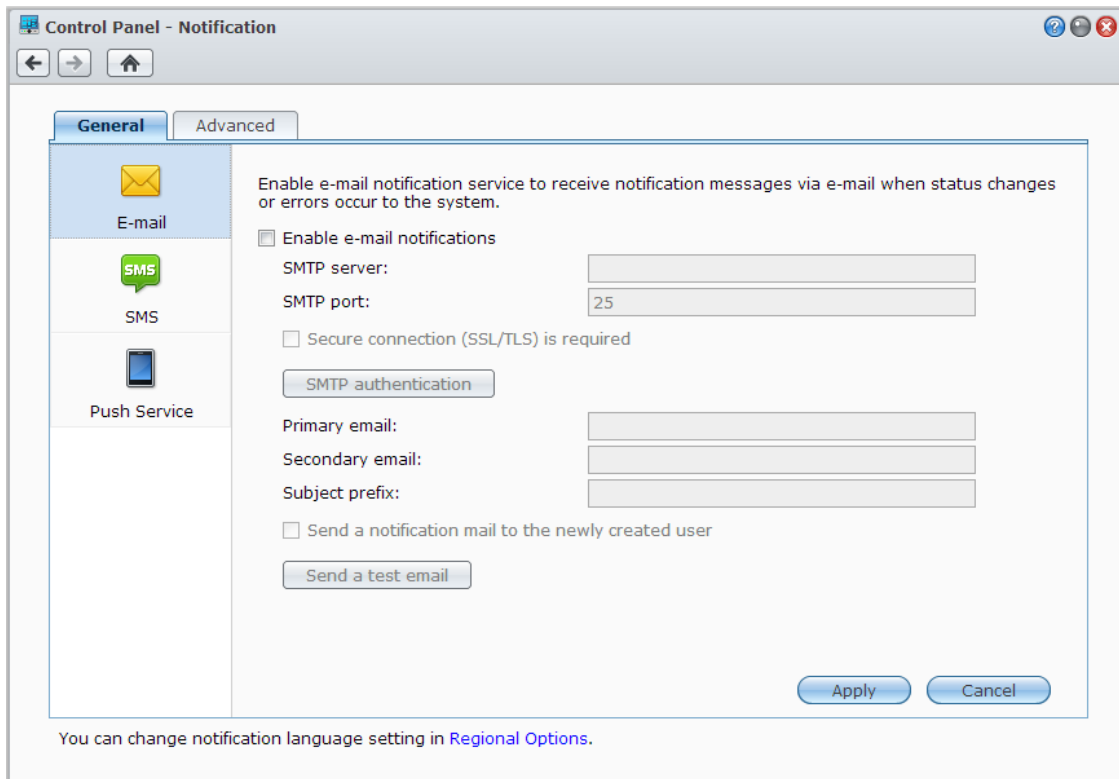 Control Panel - Notification
General
Advanced
E-mail
SMS
SMS
Push Service
Enable e-mail notification service to receive notification messages via e-mail when status changes
or errors occur to the system.
Enable e-mail notifications
SMTP server:
SMTP port: 25
Secure connection (SSL/TLS) is required
SMTP authentication
Primary email:
Secondary email:
Subject prefix:
Send a notification mail to the newly created user
Send a test email
Apply
Cancel
You can change notification language setting in Regional Options.